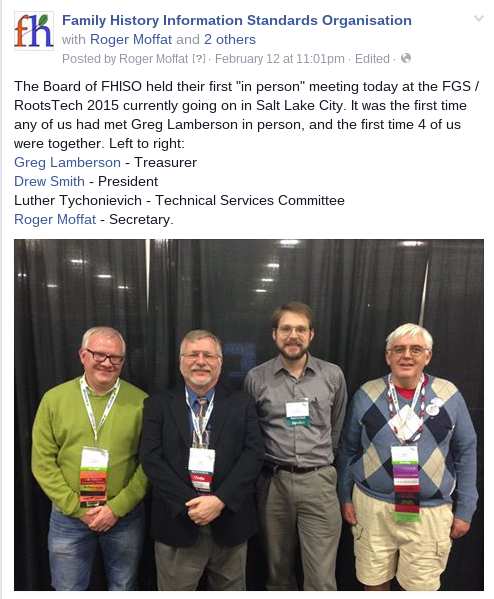 fh
Family History Information Standards Organisation
with Roger Moffat and 2 others
Posted by Roger Moffat [?] · February 12 at 11:01pm · Edited ·
The Board of FHISO held their first "in person" meeting today at the FGS /
RootsTech 2015 currently going on in Salt Lake City. It was the first time
any of us had met Greg Lamberson in person, and the first time 4 of us
were together. Left to right:
Greg Lamberson - Treasurer
Drew Smith - President
Luther Tychonievich - Technical Services Committee
Roger Moffat - Secretary.